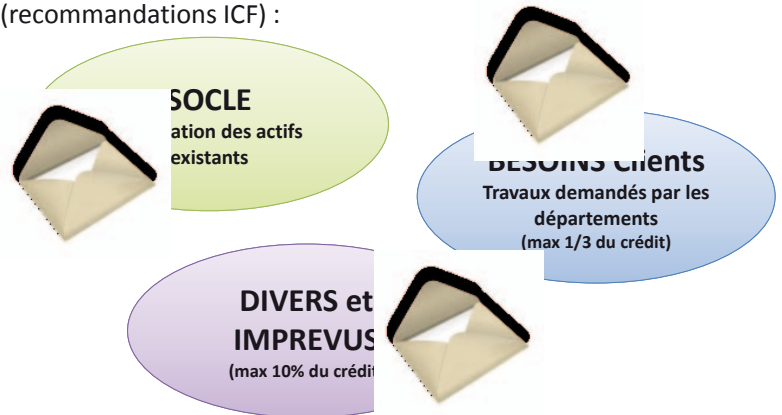 (recommandations ICF) :
SOCLE
ation des actifs
existants
BESOINS Clients
Travaux demandés par les
départements
(max 1/3 du crédit)
DIVERS et
IMPREVUS
(max 10% du crédit